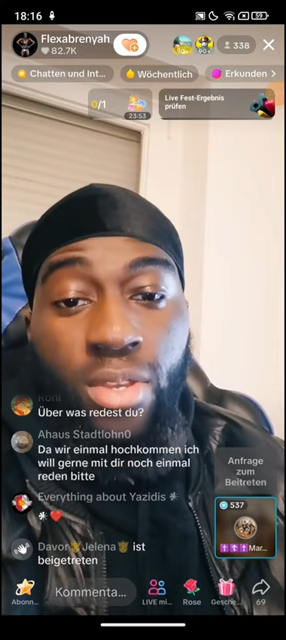 18:16
59
Flexabrenyah
82.7K
10
90
338
Chatten und Int...
Wöchentlich
Erkunden >
0/1
23:53
Live Fest-Ergebnis
prüfen
Roni
Über was redest du?
Ahaus Stadtlohn0
Da wir einmal hochkommen ich
will gerne mit dir noch einmal
reden bitte
Everything about Yazidis
Davor Jelena ist
beigetreten
Anfrage
zum
Beitreten
537
Mar...
Kommenta...
Abonn...
LIVE mi...
Rose
Gesche...
69